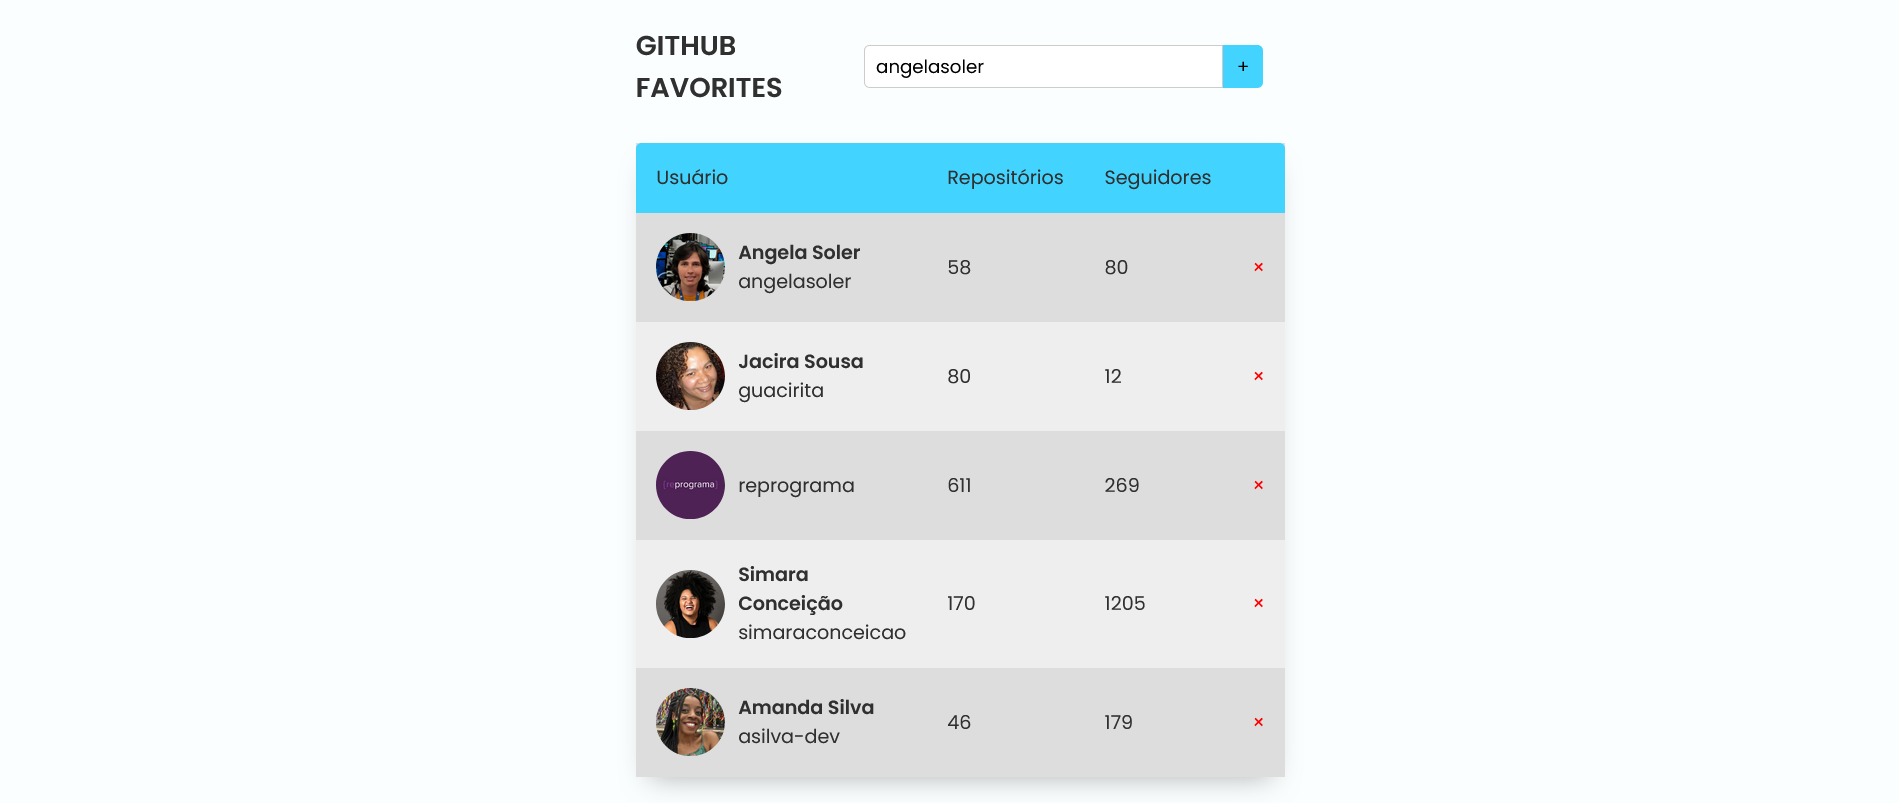 GITHUB
FAVORITES
angelasoler
+
Usuário Repositórios Seguidores
Angela Soler
angelasoler
58 80 ×
Jacira Sousa
guacirita
80 12 ×
{reprograma}
reprograma 611 269 ×
Simara
Conceição
simaraconceicao
170 1205 ×
Amanda Silva
asilva-dev
46 179 ×